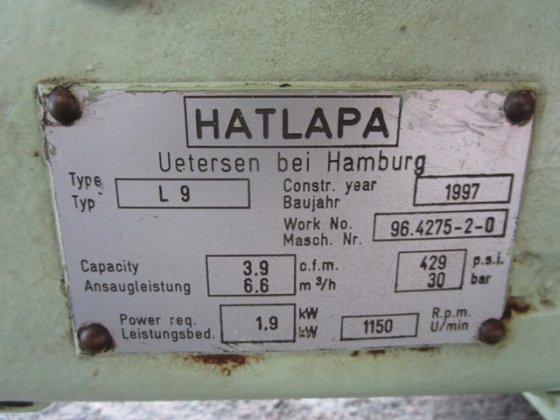 HATLAPA
Uetersen bei Hamburg
Type L 9 Constr. year 1997
Typ Baujahr
Work No. 96.4275-2-0
Masch. Nr.
Capacity 3.9 c.f.m. 429 p.s.i.
Ansaugleistung 6.6 m³/h 30 bar
Power req. 1.9 kW 1150 R.p.m.
Leistungsbed. kW U/min